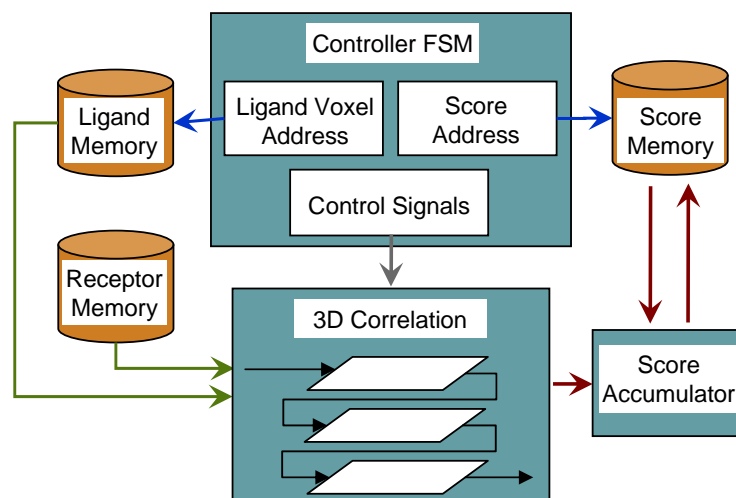 Controller FSM
Ligand
Memory
Ligand Voxel
Address
Score
Address
Score
Memory
Control Signals
Receptor
Memory
3D Correlation
Score
Accumulator